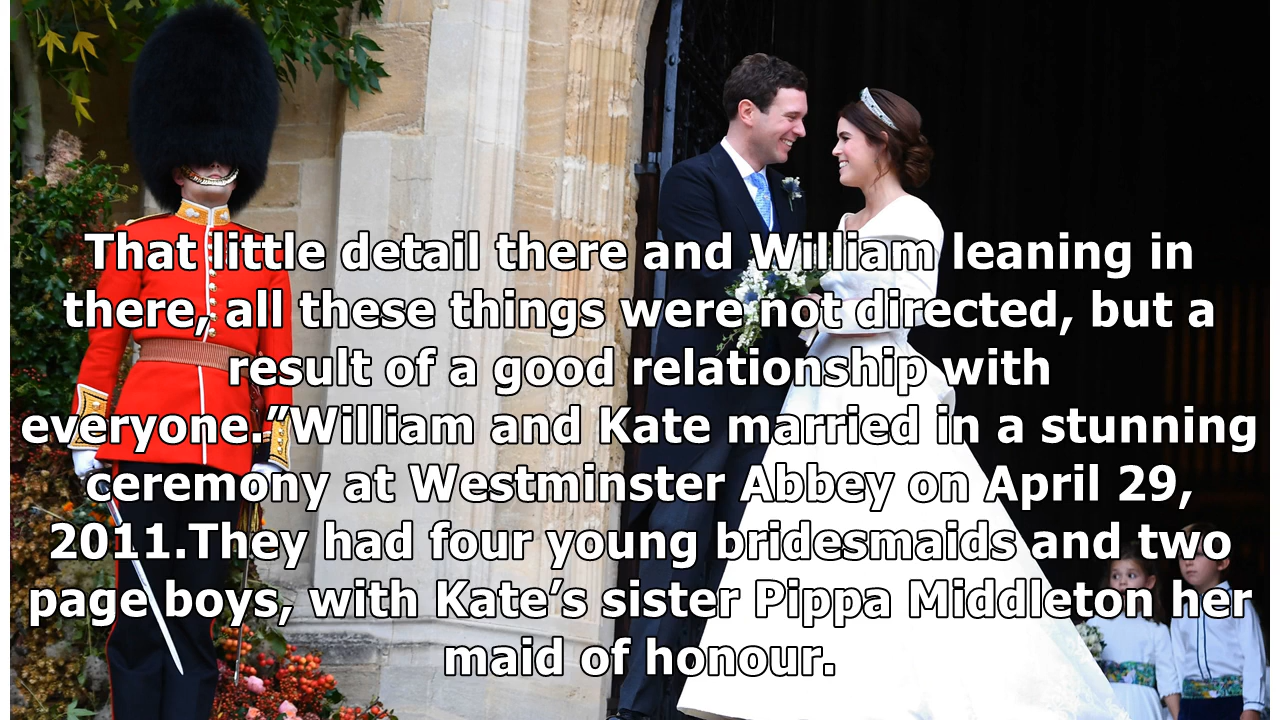 That little detail there and William leaning in
there, all these things were not directed, but a
result of a good relationship with
everyone.”William and Kate married in a stunning
ceremony at Westminster Abbey on April 29,
2011.They had four young bridesmaids and two
page boys, with Kate’s sister Pippa Middleton her
maid of honour.